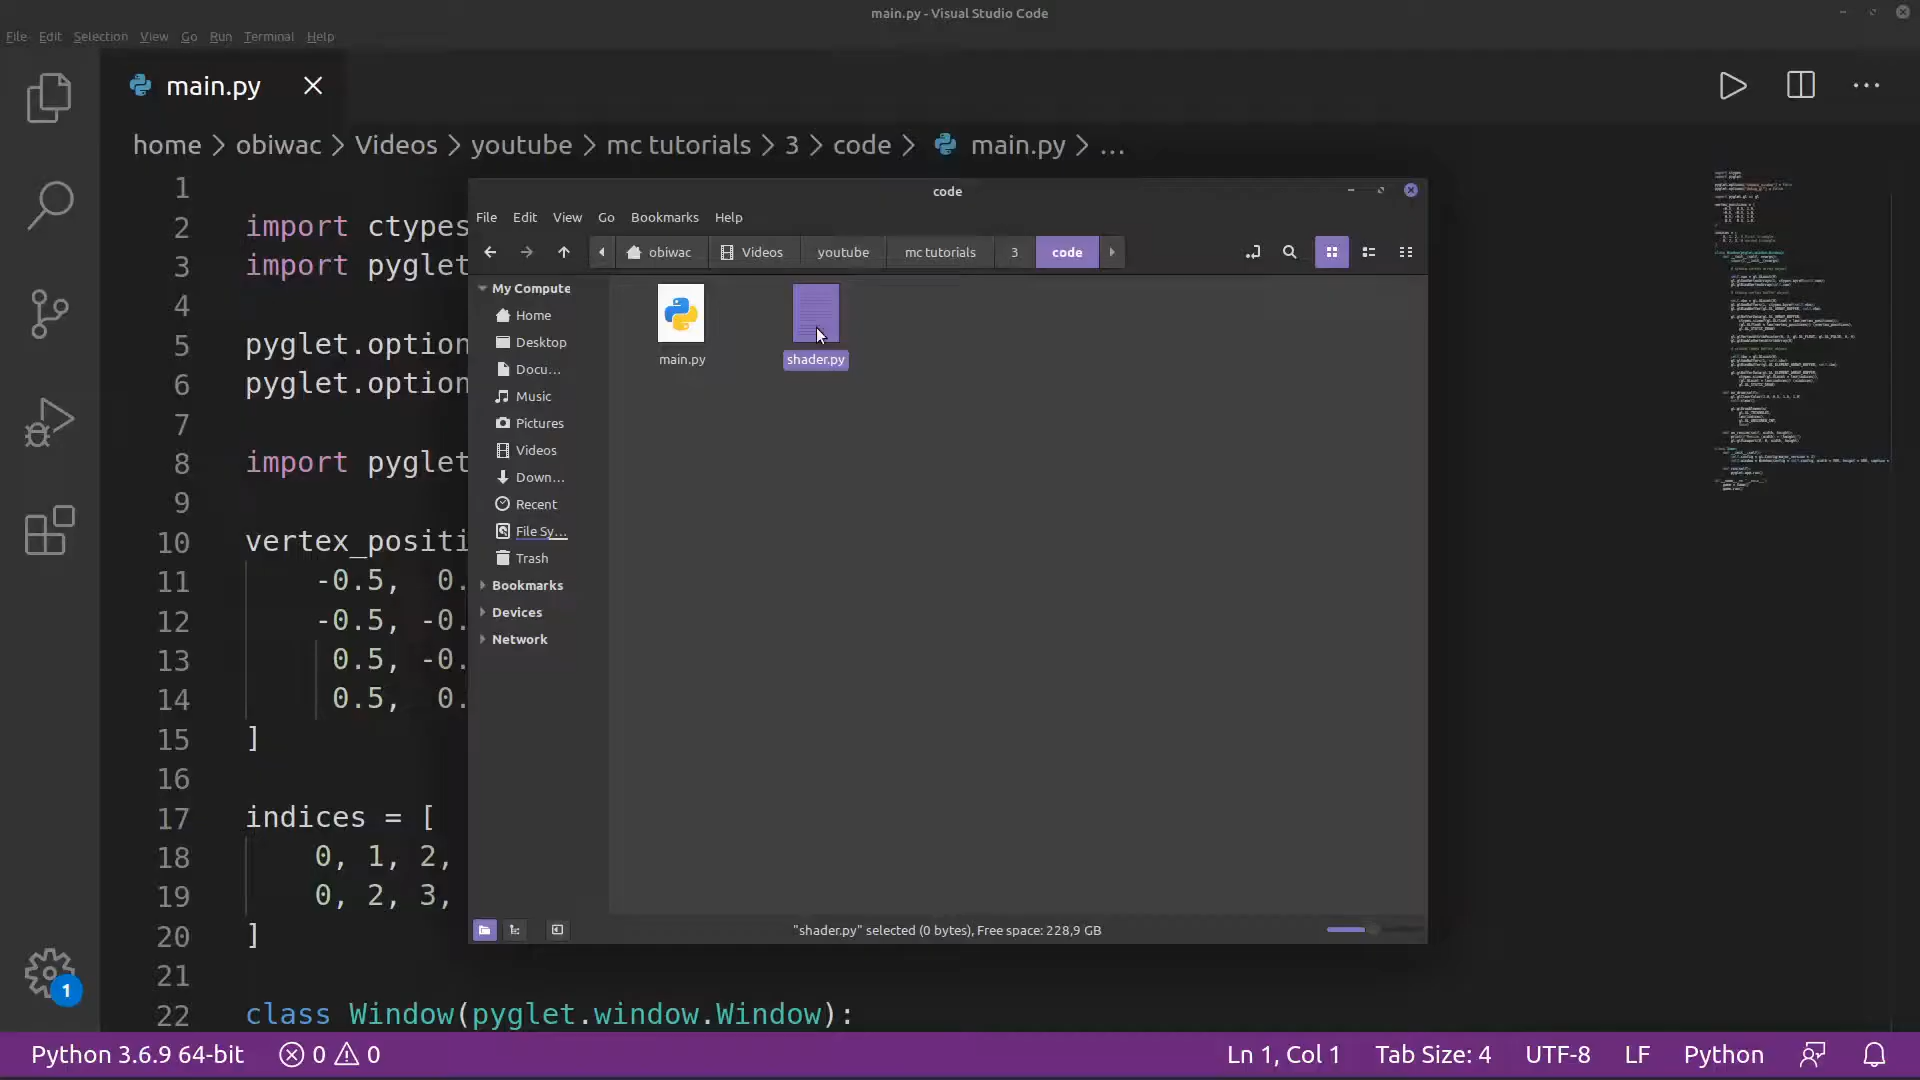 main.py - Visual Studio Code
File Edit Selection View Go Run Terminal Help
main.py
home > obiwac > Videos > youtube > mc tutorials > 3 > code > main.py > ...
1
2 import ctypes
3 import pyglet
4
5 pyglet.option
6 pyglet.option
7
8 import pyglet
9
10 vertex_positi
11 -0.5, 0.
12 -0.5, -0.
13 0.5, -0.
14 0.5, 0.
15 ]
16
17 indices = [
18 0, 1, 2,
19 0, 2, 3,
20 ]
21
22 class Window(pyglet.window.Window):
code
File Edit View Go Bookmarks Help
obiwac Videos youtube mc tutorials 3 code
My Compute
Home
Desktop
Docu...
Music
Pictures
Videos
Down...
Recent
File Sy...
Trash
Bookmarks
Devices
Network
main.py
shader.py
"shader.py" selected (0 bytes), Free space: 228,9 GB
1
Python 3.6.9 64-bit 0 0 Ln 1, Col 1 Tab Size: 4 UTF-8 LF Python